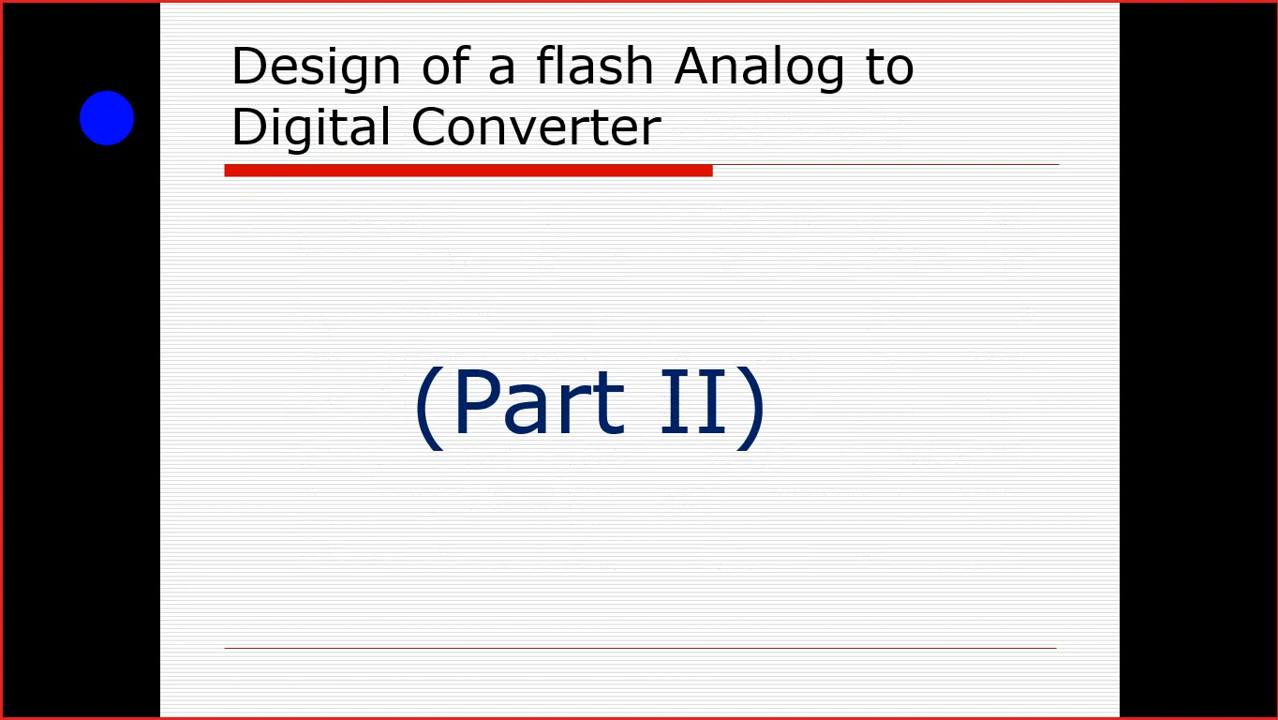 Design of a flash Analog to
Digital Converter
(Part II)